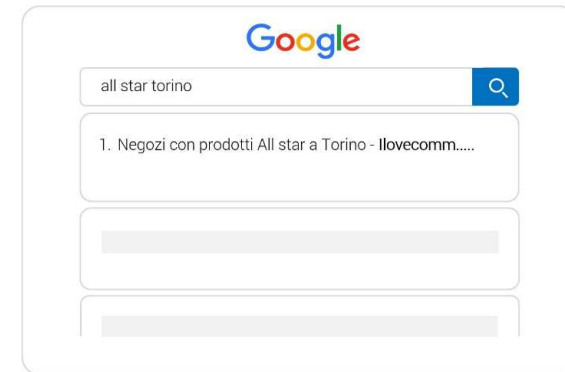 Google
all star torino
1. Negozi con prodotti All star a Torino - Ilovecomm.....